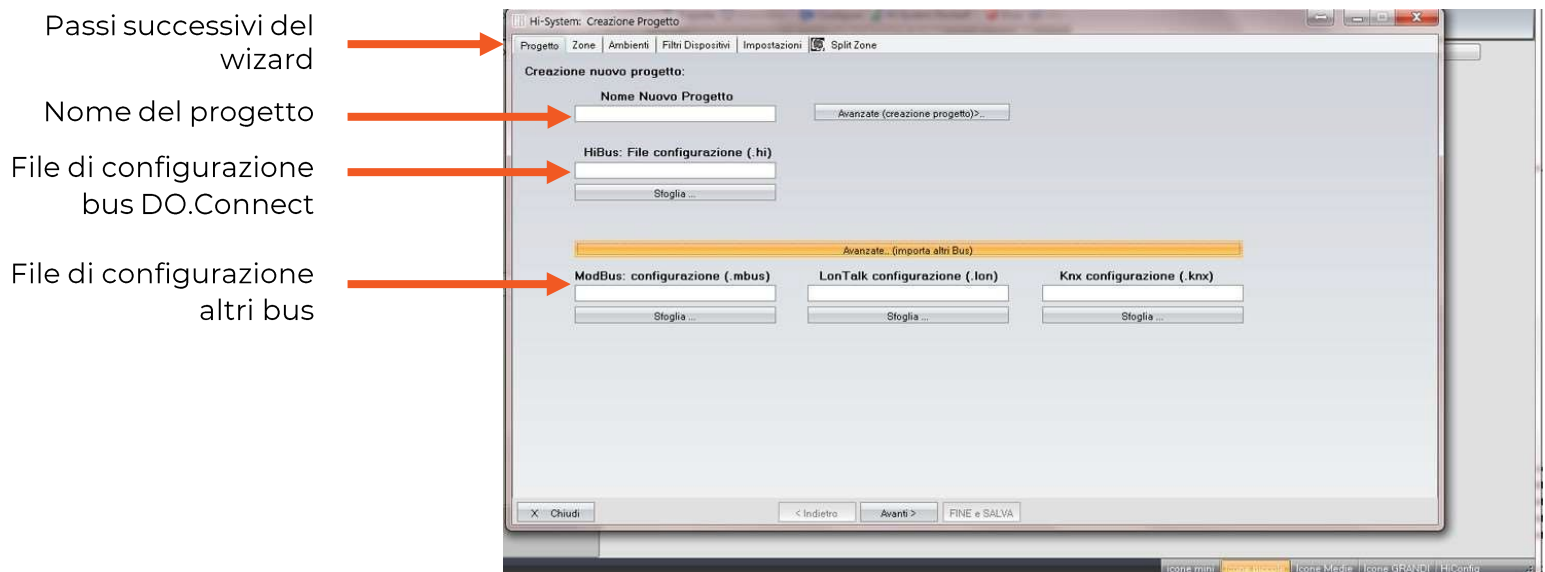 Passi successivi del
wizard
Nome del progetto
File di configurazione
bus DO.Connect
File di configurazione
altri bus
Hi-System: Creazione Progetto
Progetto Zone Ambienti Filtri Dispositivi Impostazioni Split Zone
Creazione nuovo progetto:
Nome Nuovo Progetto
Avanzate (creazione progetto)>..
HiBus: File configurazione (.hi)
Sfoglia ...
Avanzate.. (importa altri Bus)
ModBus: configurazione (.mbus) LonTalk configurazione (.lon) Knx configurazione (.knx)
Sfoglia ... Sfoglia ... Sfoglia ...
X Chiudi < Indietro Avanti > FINE e SALVA
Icone mini Icone Medie Icone GRANDI HiConfig